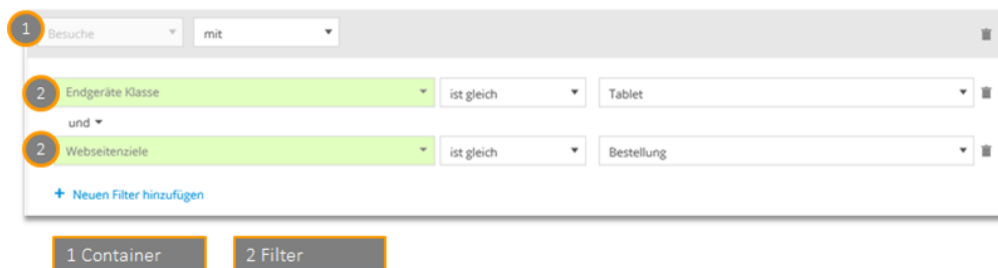 1 Besuche mit
2 Endgeräte Klasse ist gleich Tablet
und
2 Webseitenziele ist gleich Bestellung
+ Neuen Filter hinzufügen
1 Container 2 Filter